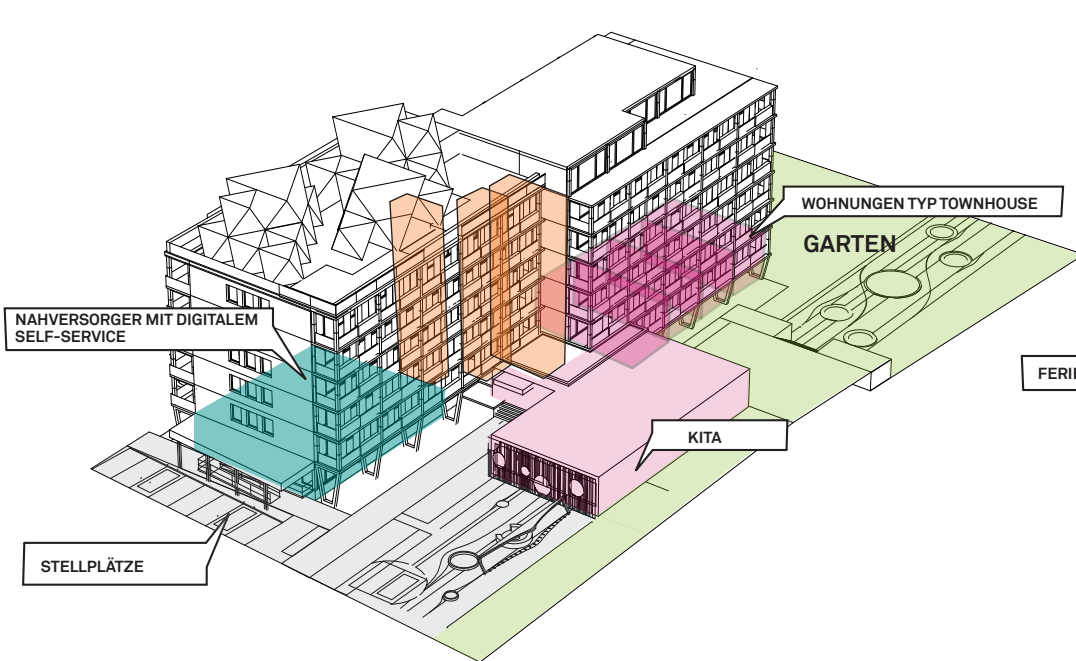 WOHNUNGEN TYP TOWNHOUSE
GARTEN
NAHVERSORGER MIT DIGITALEM
SELF-SERVICE
KITA
STELLPLÄTZE